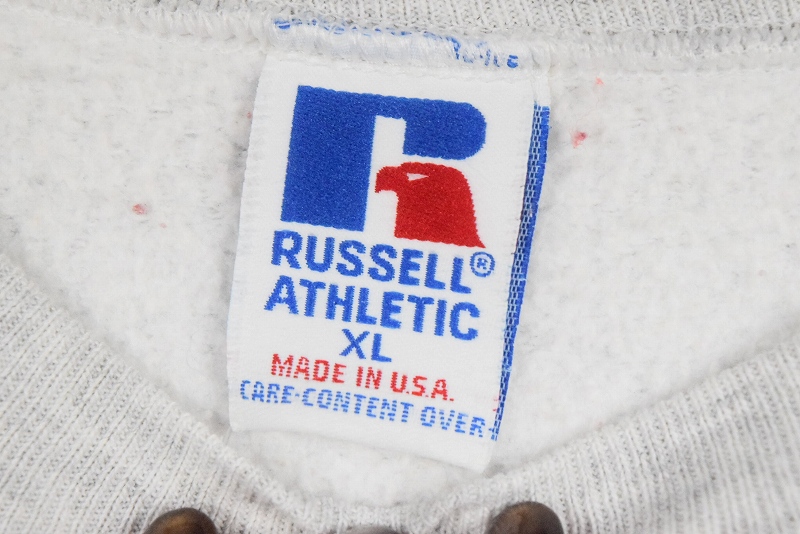 RUSSELL®
ATHLETIC
XL
MADE IN U.S.A.
CARE-CONTENT OVER